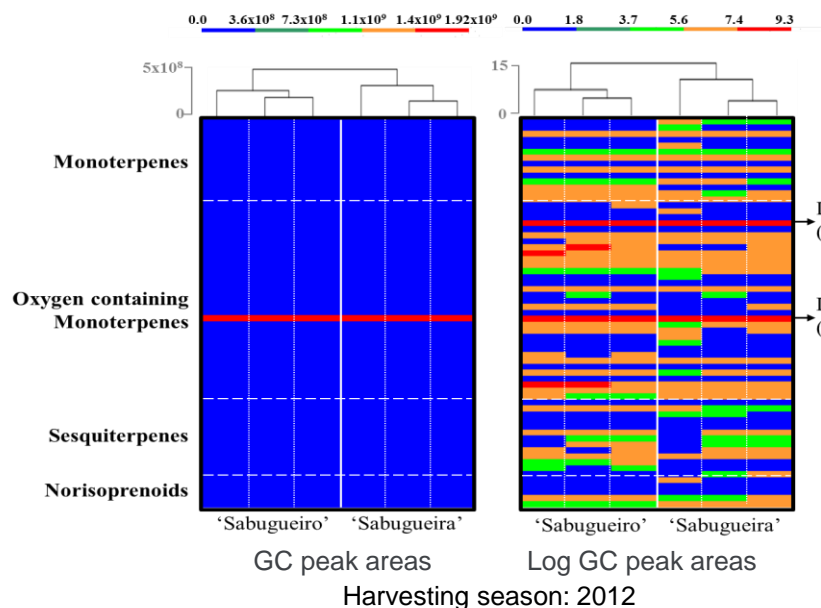 0.0 3.6x10⁸ 7.3x10⁸ 1.1x10⁹ 1.4x10⁹ 1.92x10⁹
0.0 1.8 3.7 5.6 7.4 9.3
5x10⁸
0
15
0
Monoterpenes
Oxygen containing
Monoterpenes
Sesquiterpenes
Norisoprenoids
(
(
‘Sabugueiro’ ‘Sabugueira’
‘Sabugueiro’ ‘Sabugueira’
GC peak areas
Log GC peak areas
Harvesting season: 2012